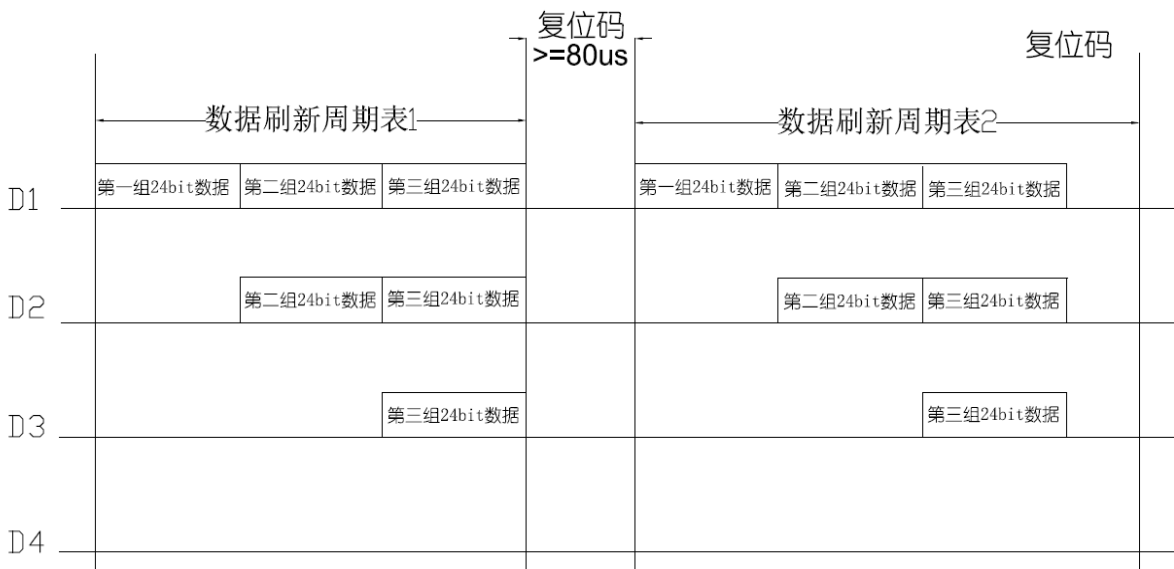 复位码
>=80us
复位码
数据刷新周期表1
数据刷新周期表2
D1
第一组24bit数据
第二组24bit数据
第三组24bit数据
第一组24bit数据
第二组24bit数据
第三组24bit数据
D2
第二组24bit数据
第三组24bit数据
第二组24bit数据
第三组24bit数据
D3
第三组24bit数据
第三组24bit数据
D4